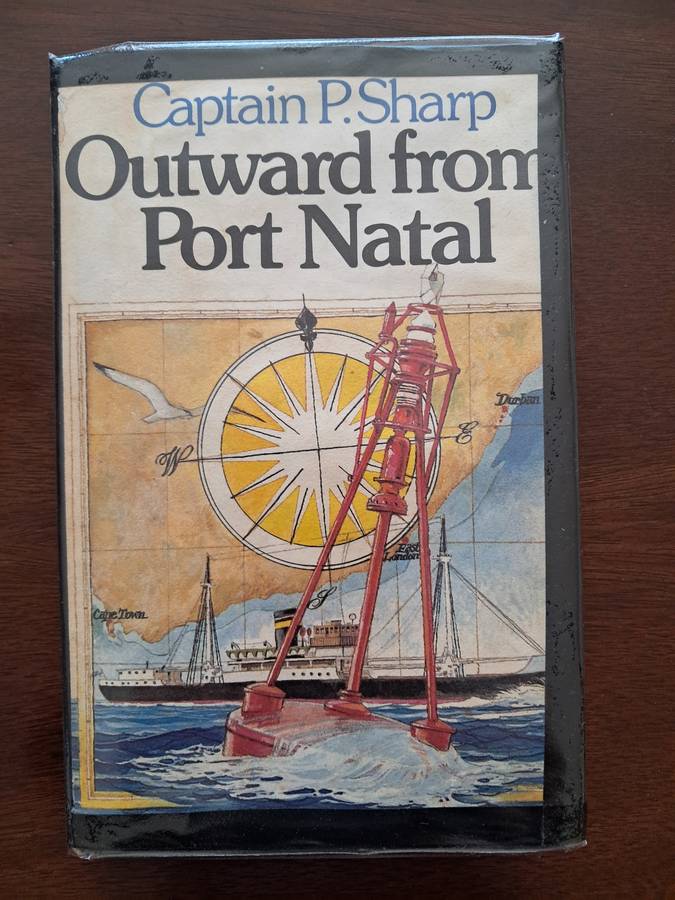 Captain P. Sharp
Outward from
Port Natal
Durban
W
E
East
London
S
Cape Town